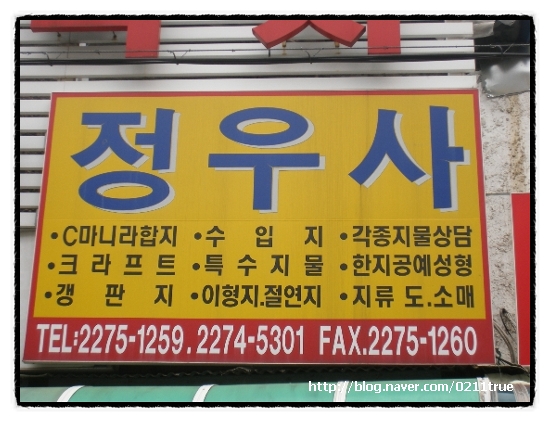 정우사
• C마니라합지 • 수 입 지 • 각종지물상담
• 크 라 프 트 • 특 수 지 물 • 한지공예성형
• 갱 판 지 • 이형지.절연지 • 지류 도.소매
TEL:2275-1259. 2274-5301 FAX.2275-1260
http://blog.naver.com/0211true